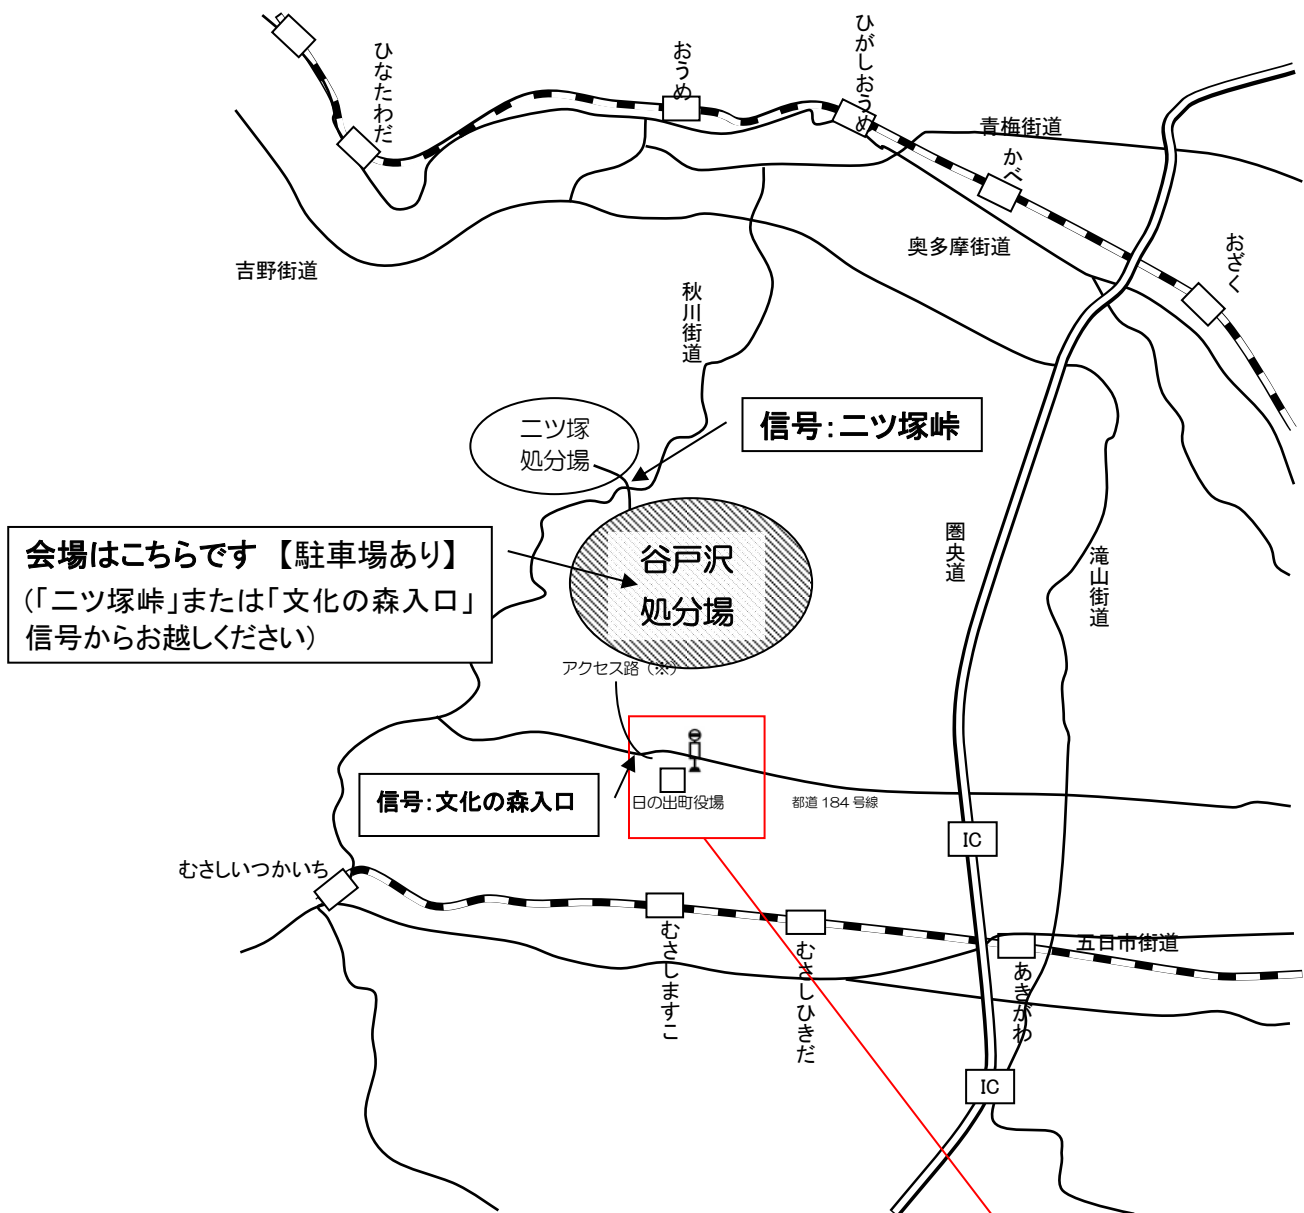 ひなたわだ
おうめ
ひがしおうめ
青梅街道
かべ
奥多摩街道
おざく
吉野街道
秋川街道
二ツ塚
処分場
信号：二ツ塚峠
会場はこちらです 【駐車場あり】
（「二ツ塚峠」または「文化の森入口」
信号からお越しください）
谷戸沢
処分場
圏央道
滝山街道
アクセス路（※）
信号：文化の森入口
日の出町役場
都道 184 号線
IC
むさしいつかいち
むさしますこ
むさしひきだ
あきがわ
五日市街道
IC